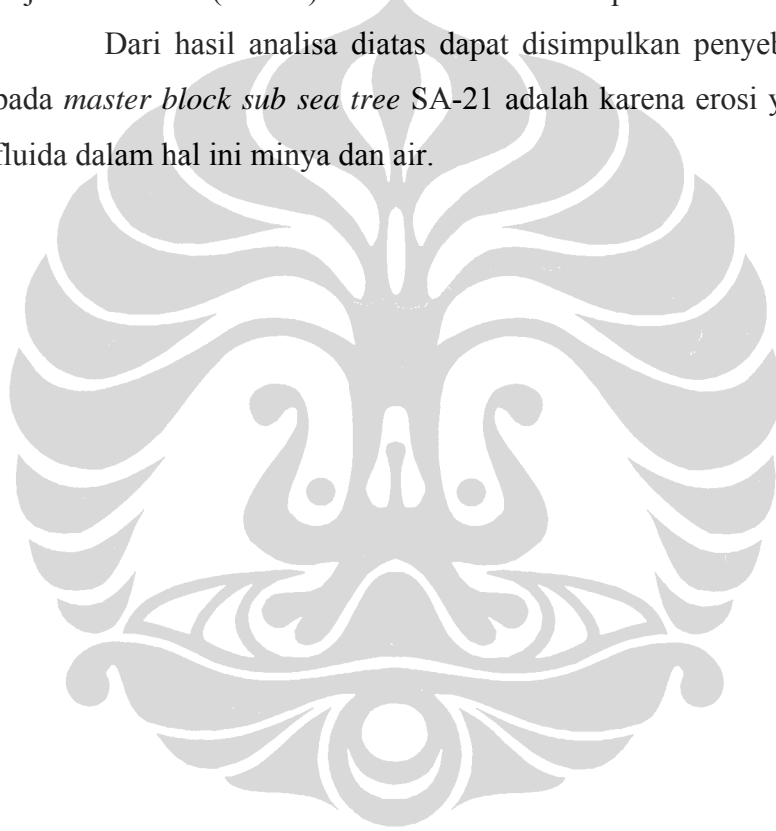 Dari hasil analisa diatas dapat disimpulkan
pada master block sub sea tree SA-21 adalah karena erosi
fluida dalam hal ini minya dan air.